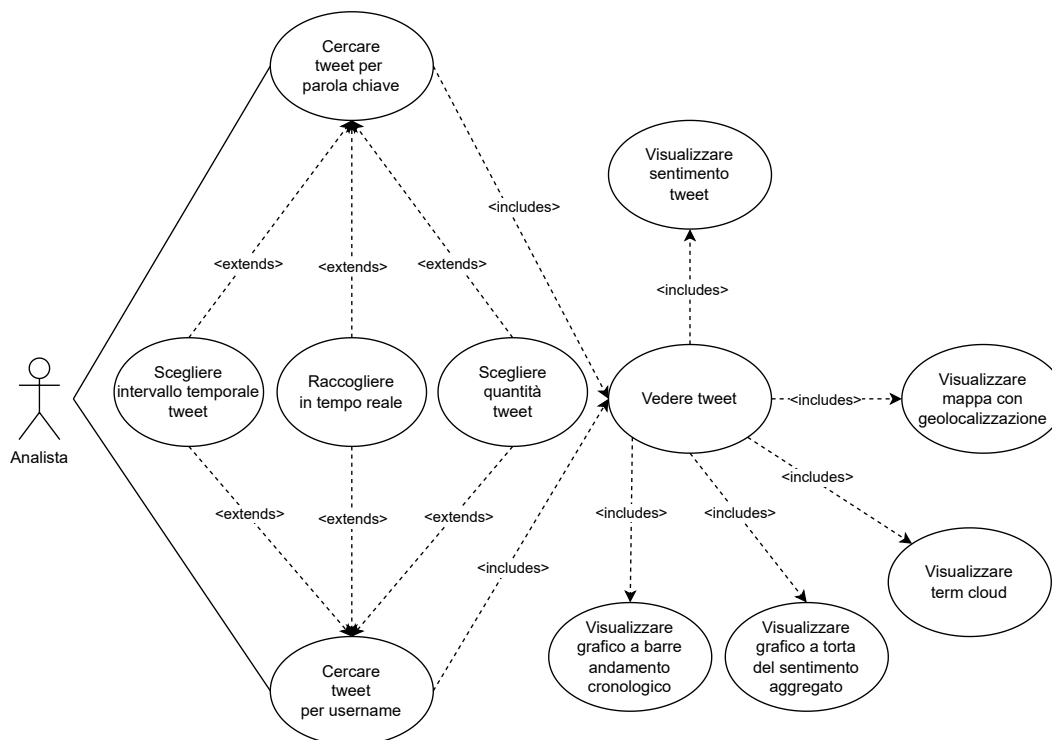 Cercare
tweet per
parola chiave
Visualizzare
sentimento
tweet
<includes>
<extends>
<extends>
<extends>
<includes>
Scegliere
intervallo temporale
tweet
Raccogliere
in tempo reale
Scegliere
quantità
tweet
Vedere tweet
<includes>
Visualizzare
mappa con
geolocalizzazione
Analista
<includes>
<extends>
<extends>
<extends>
<includes>
<includes>
<includes>
Visualizzare
term cloud
Cercare
tweet
per username
Visualizzare
grafico a barre
andamento
cronologico
Visualizzare
grafico a torta
del sentimento
aggregato